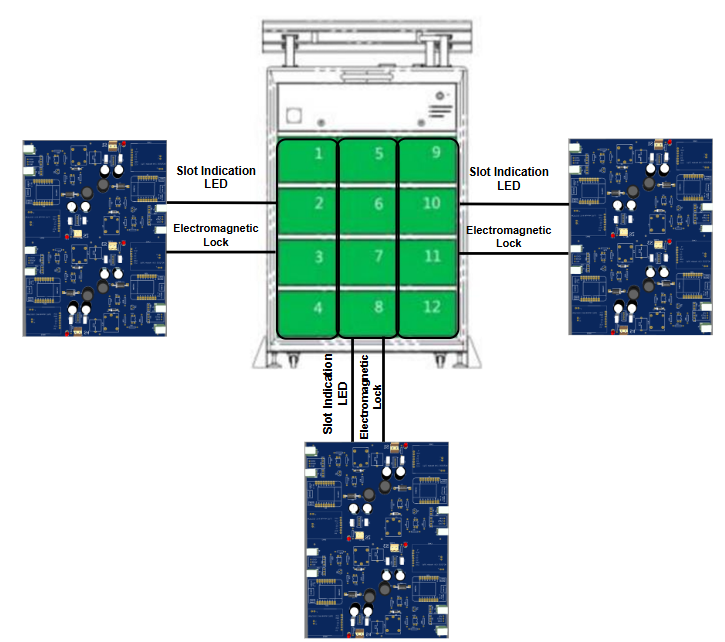 1 5 9
Slot Indication
LED
Slot Indication
LED
2 6 10
Electromagnetic
Lock
Electromagnetic
Lock
3 7 11
4 8 12
Slot Indication
LED
Electromagnetic
Lock